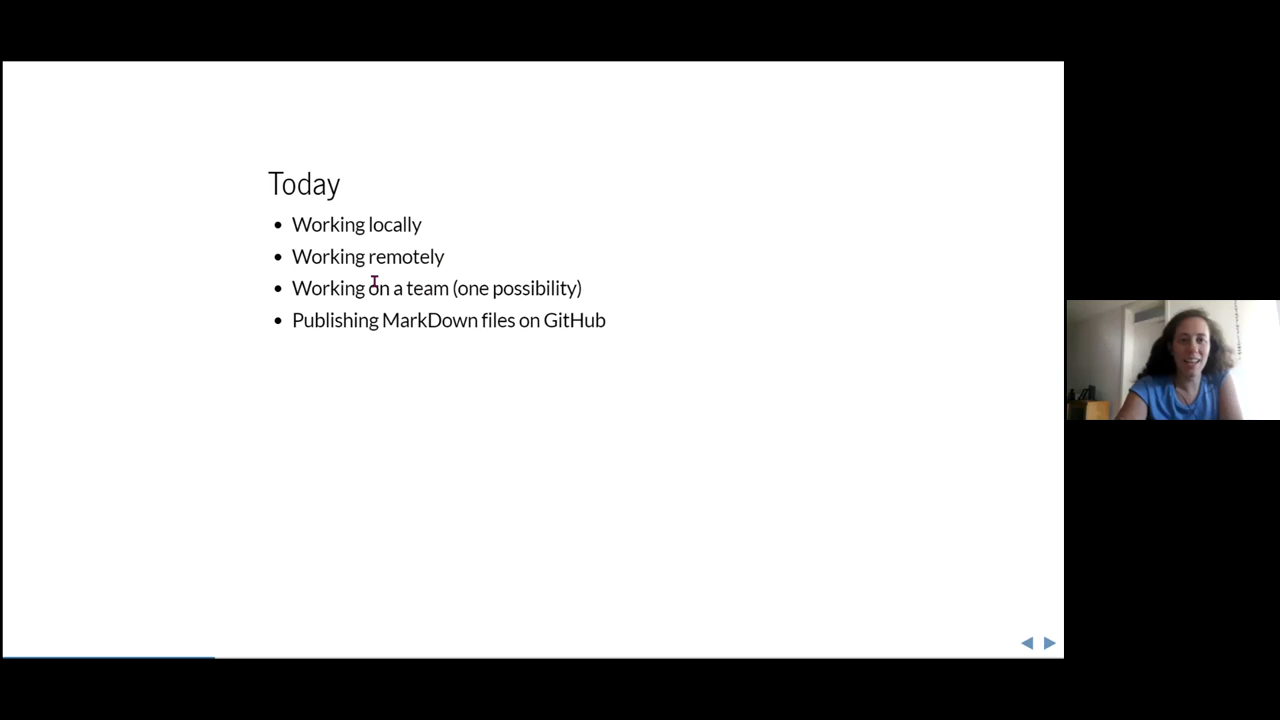 Today
Working locally
Working remotely
Working on a team (one possibility)
Publishing MarkDown files on GitHub